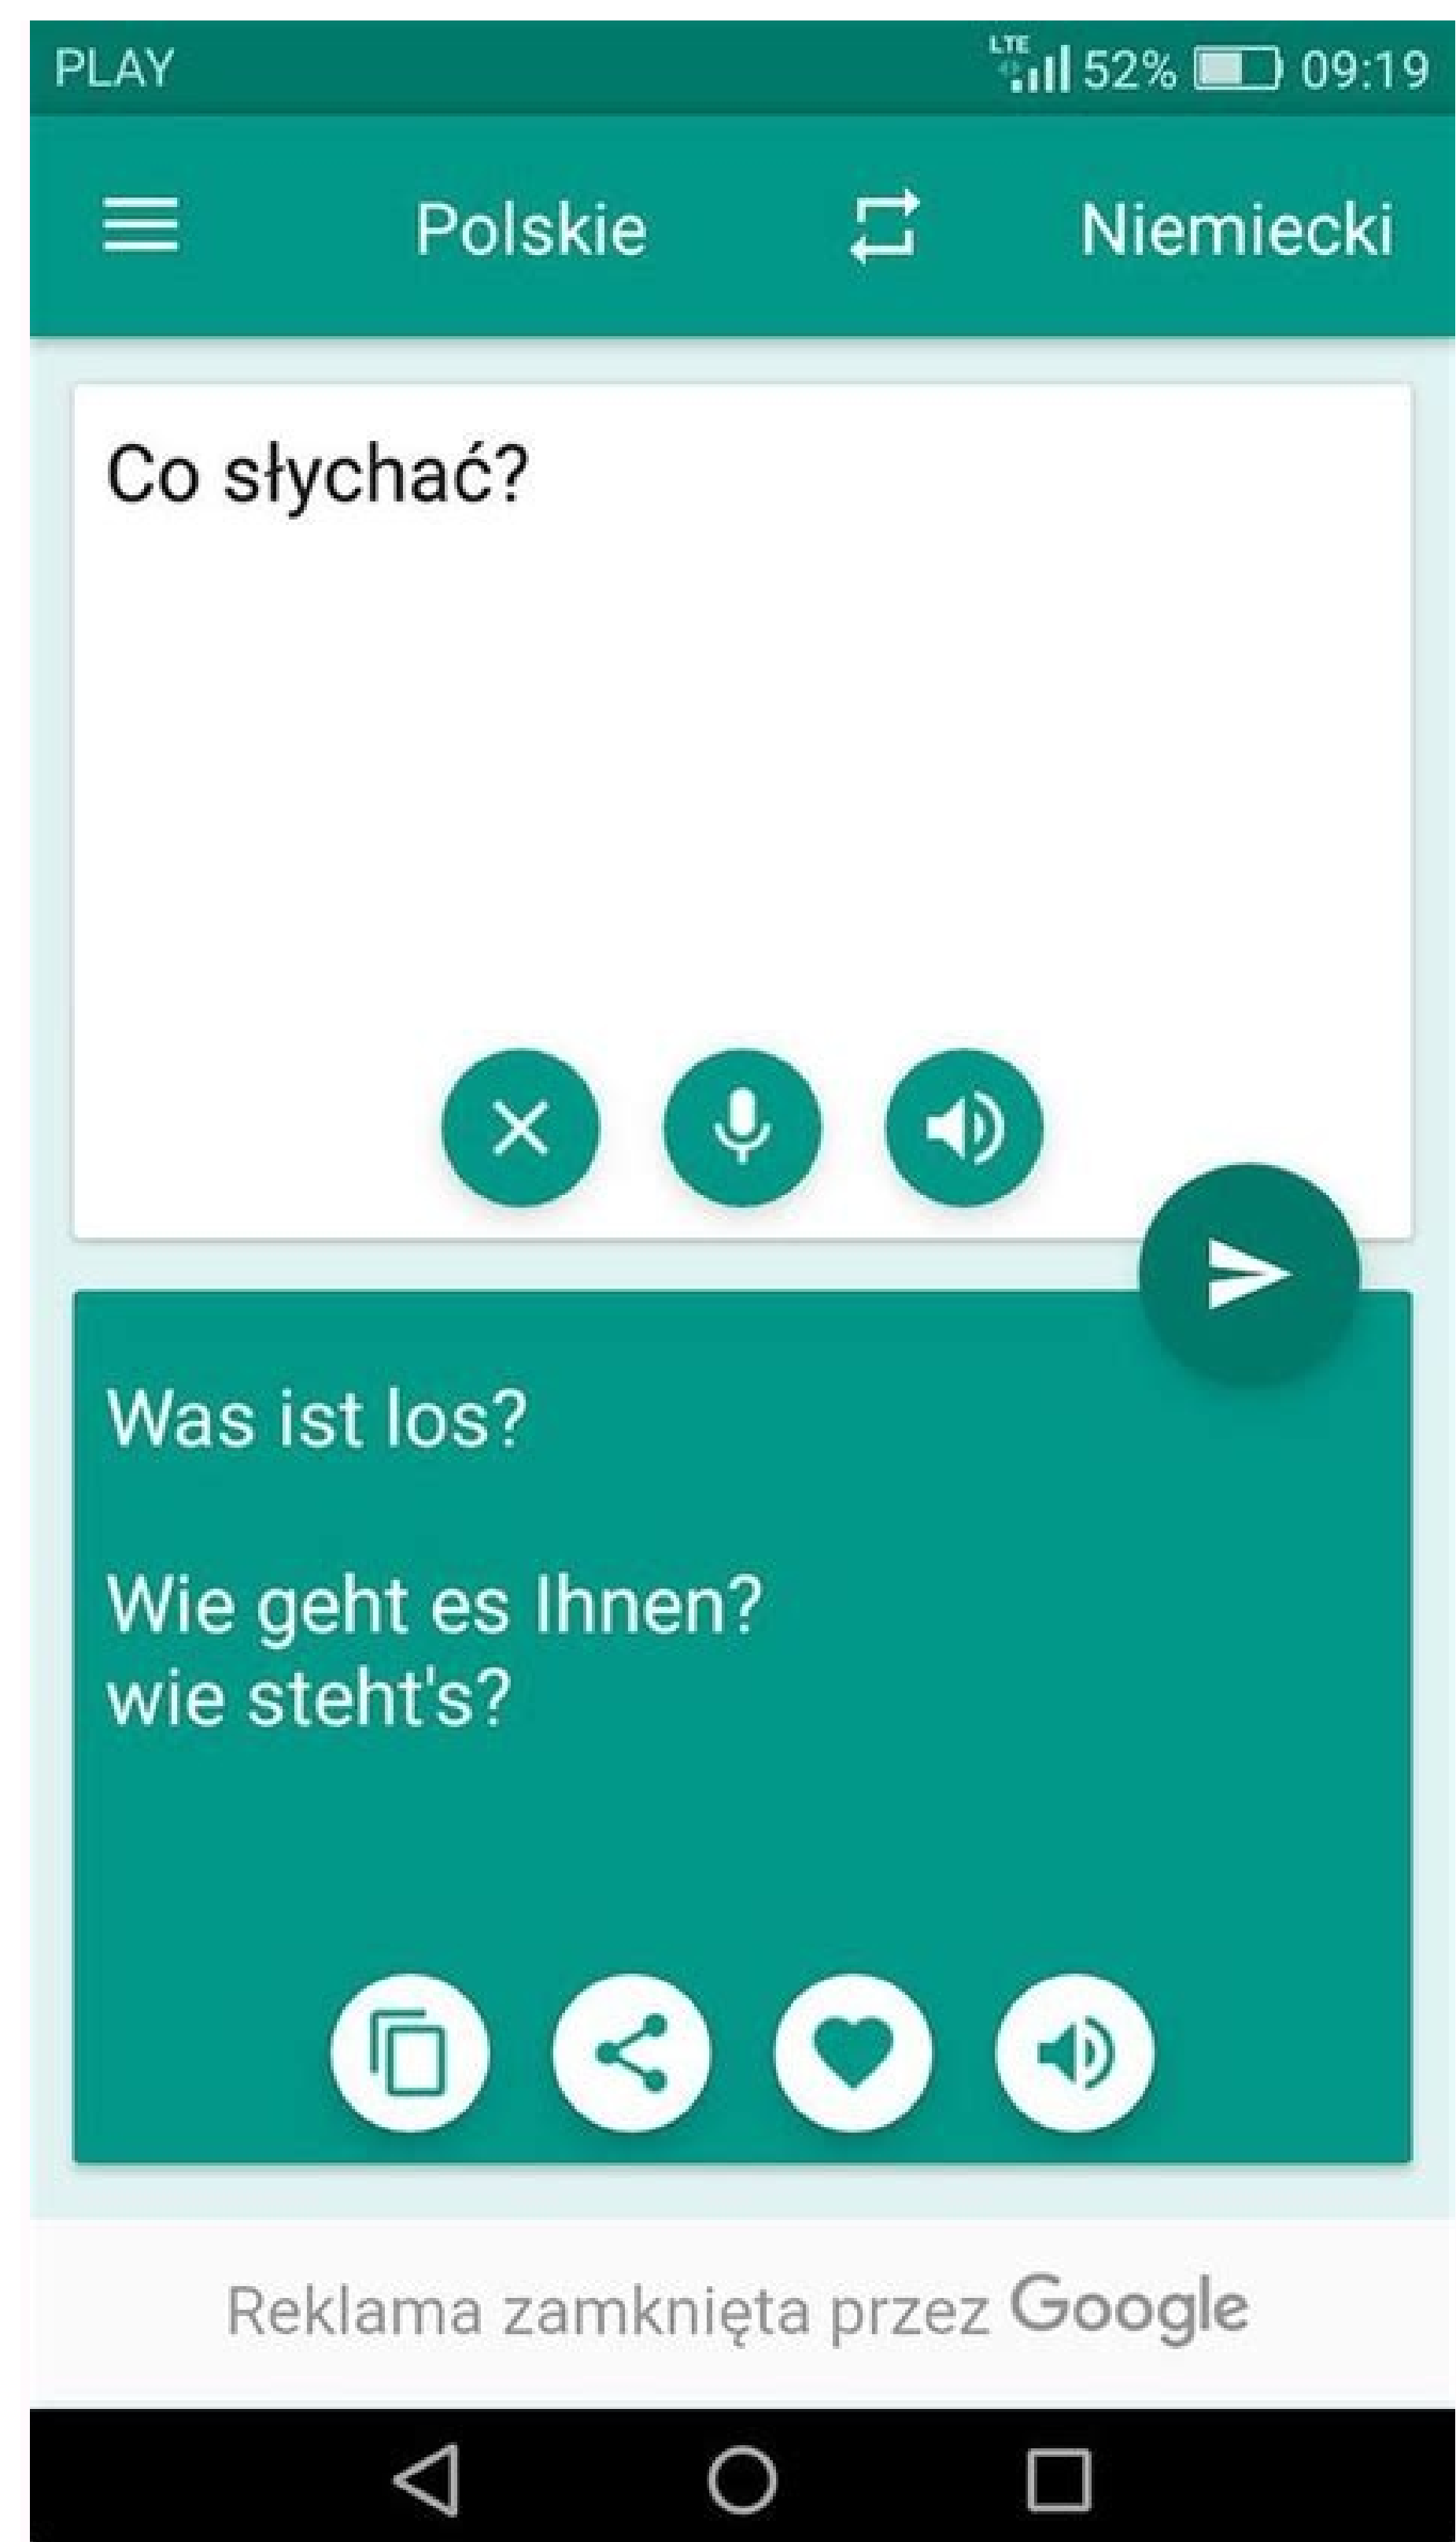 PLAY LTE 52% 09:19
Polskie Niemiecki
Co słychać?
Was ist los?
Wie geht es Ihnen?
wie steht's?
Reklama zamknięta przez Google